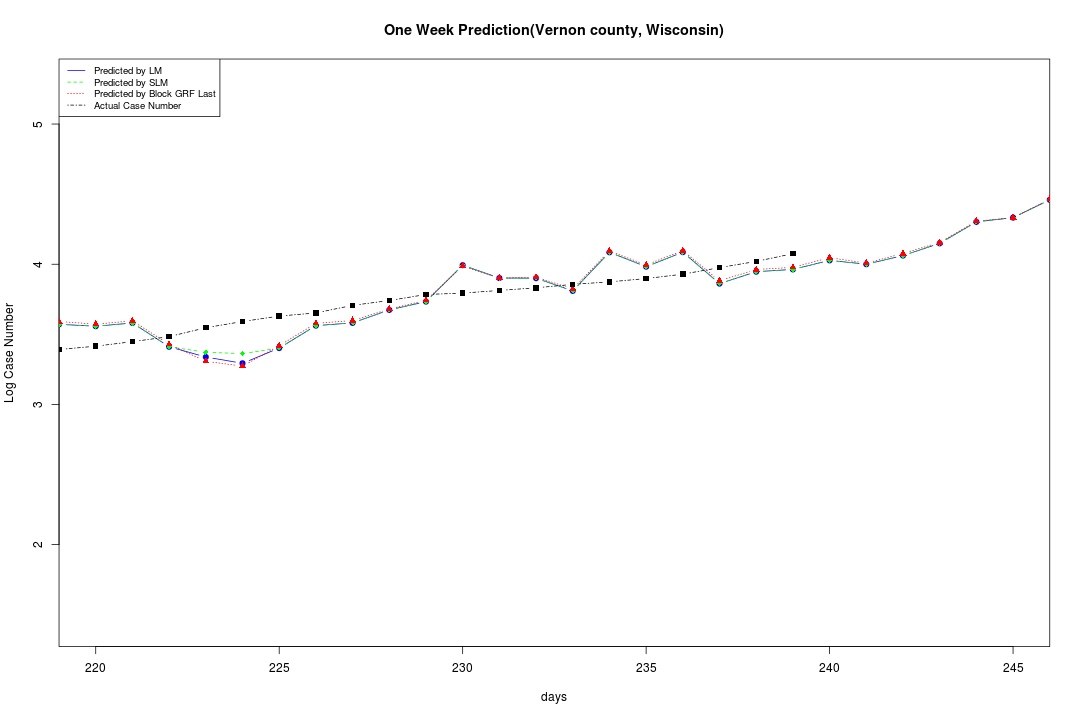 One Week Prediction(Vernon county, Wisconsin)
Predicted by LM
Predicted by SLM
Predicted by Block GRF Last
Actual Case Number
Log Case Number
5
4
3
2
220 225 230 235 240 245
days